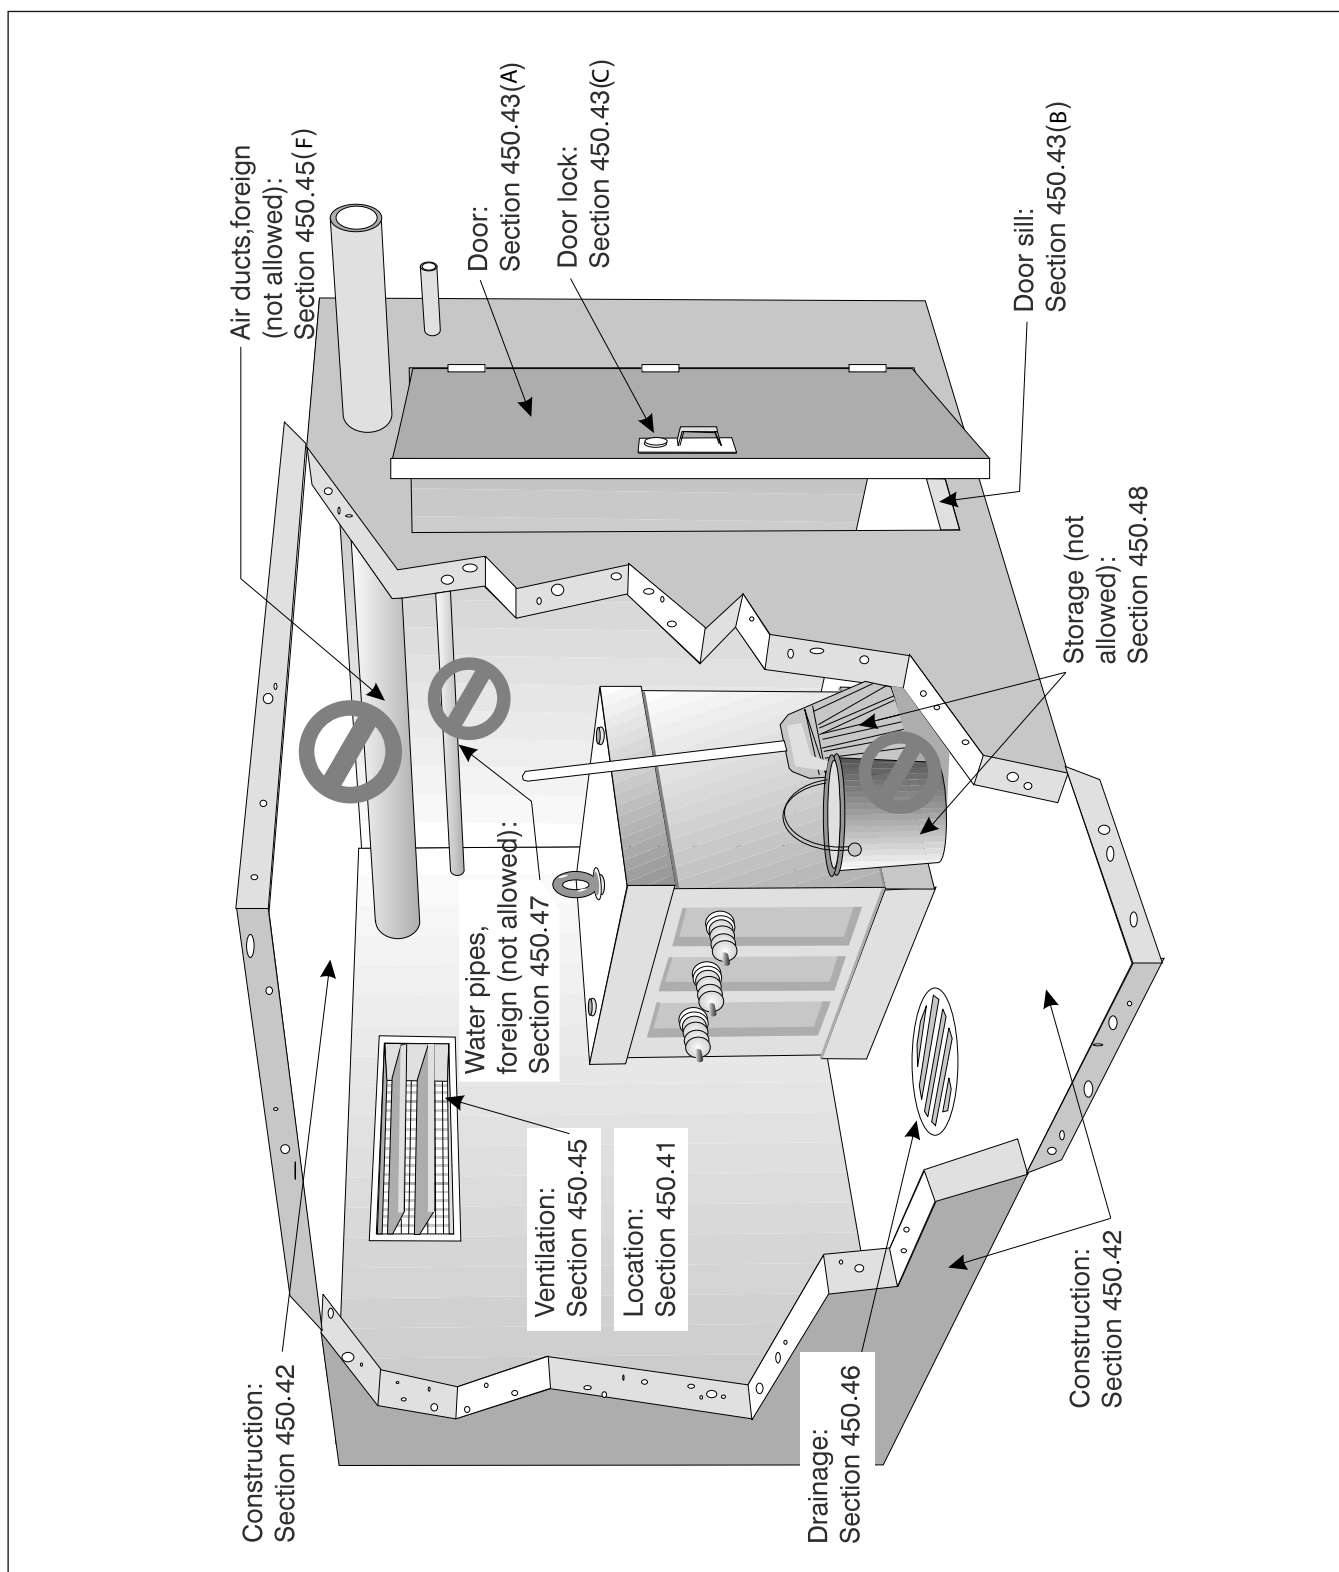 Air ducts,foreign
(not allowed):
Section 450.45(F)
Door:
Section 450.43(A)
Door lock:
Section 450.43(C)
Door sill:
Section 450.43(B)
Storage (not
allowed):
Section 450.48
Water pipes,
foreign (not allowed):
Section 450.47
Ventilation:
Section 450.45
Location:
Section 450.41
Construction:
Section 450.42
Drainage:
Section 450.46
Construction:
Section 450.42